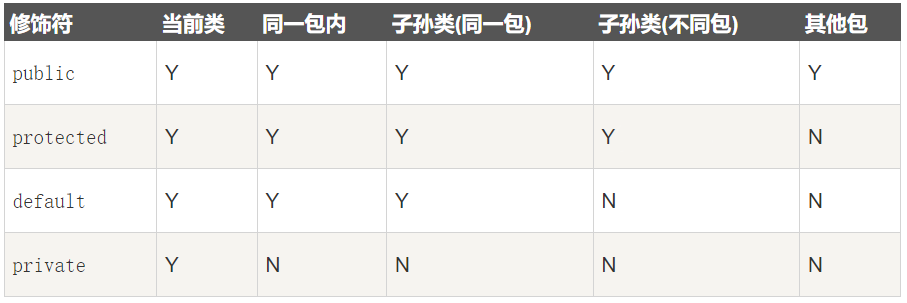 修饰符 当前类 同一包内 子孙类(同一包) 子孙类(不同包) 其他包
public Y Y Y Y Y
protected Y Y Y Y N
default Y Y Y N N
private Y N N N N